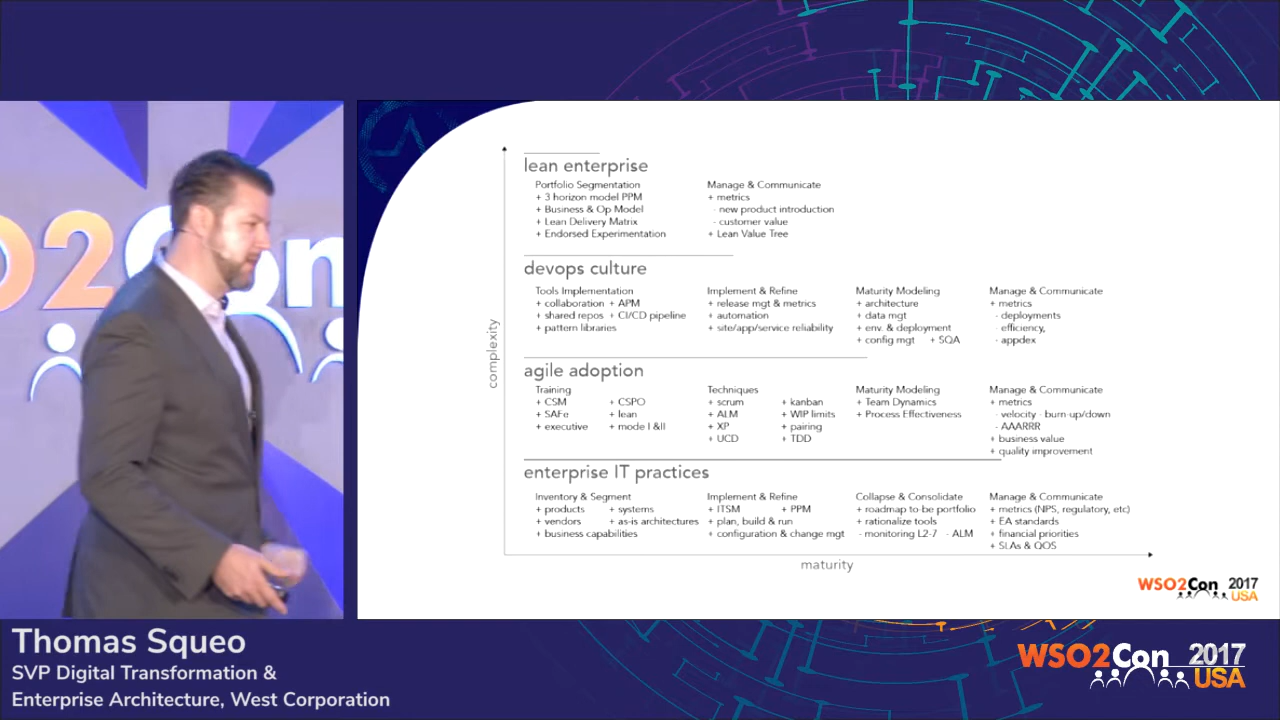 O2Con
lean enterprise
Portfolio Segmentation
+ 3 horizon model PPM
+ Business & Op Model
+ Lean Delivery Matrix
+ Endorsed Experimentation
Manage & Communicate
+ metrics
- new product introduction
- customer value
+ Lean Value Tree
devops culture
Tools Implementation
+ collaboration + APM
+ shared repos + CI/CD pipeline
+ pattern libraries
Implement & Refine
+ release mgt & metrics
+ automation
+ site/app/service reliability
Maturity Modeling
+ architecture
+ data mgt
+ env. & deployment
+ config mgt + SQA
Manage & Communicate
+ metrics
- deployments
- efficiency,
- appdex
agile adoption
Training
+ CSM + CSPO
+ SAFe + lean
+ executive + mode I &II
Techniques
+ scrum + kanban
+ ALM + WIP limits
+ XP + pairing
+ UCD + TDD
Maturity Modeling
+ Team Dynamics
+ Process Effectiveness
Manage & Communicate
+ metrics
- velocity - burn-up/down
- AAARRR
+ business value
+ quality improvement
enterprise IT practices
Inventory & Segment
+ products + systems
+ vendors + as-is architectures
+ business capabilities
Implement & Refine
+ ITSM + PPM
+ plan, build & run
+ configuration & change mgt
Collapse & Consolidate
+ roadmap to-be portfolio
+ rationalize tools
- monitoring L2-7 - ALM
Manage & Communicate
+ metrics (NPS, regulatory, etc)
+ EA standards
+ financial priorities
+ SLAs & QOS
complexity
maturity
WSO2Con 2017
USA
Thomas Squeo
SVP Digital Transformation &
Enterprise Architecture, West Corporation
WSO2Con 2017
USA